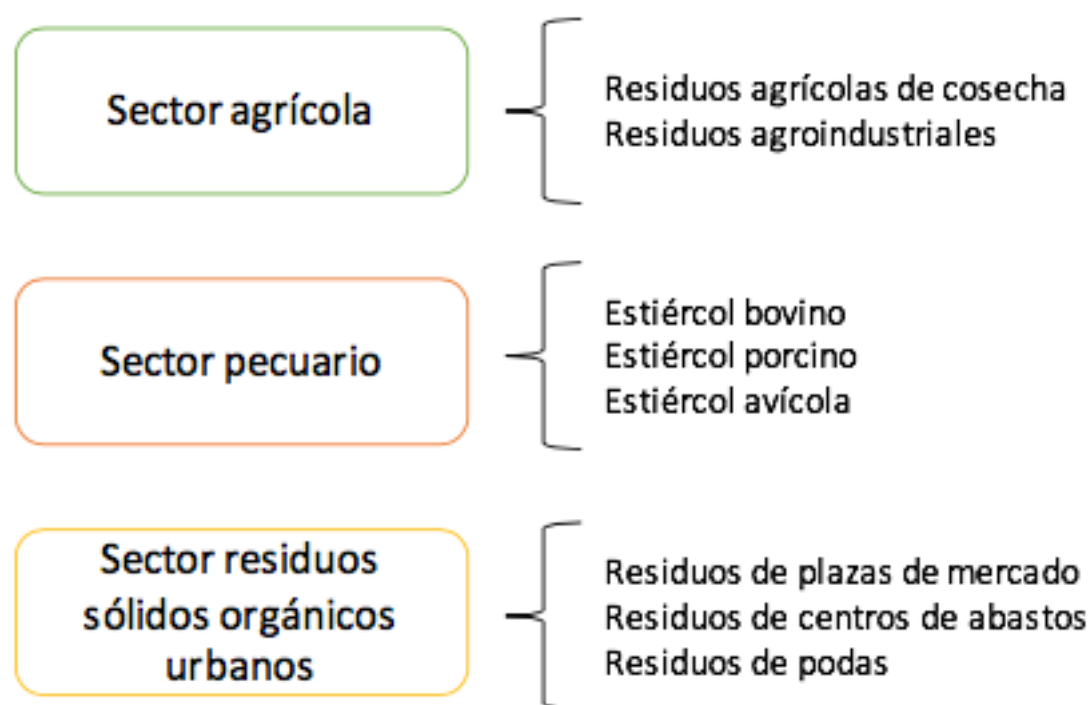 Sector agrícola
Residuos agrícolas de cosecha
Residuos agroindustriales
Sector pecuario
Estiércol bovino
Estiércol porcino
Estiércol avícola
Sector residuos
sólidos orgánicos
urbanos
Residuos de plazas de mercado
Residuos de centros de abastos
Residuos de podas